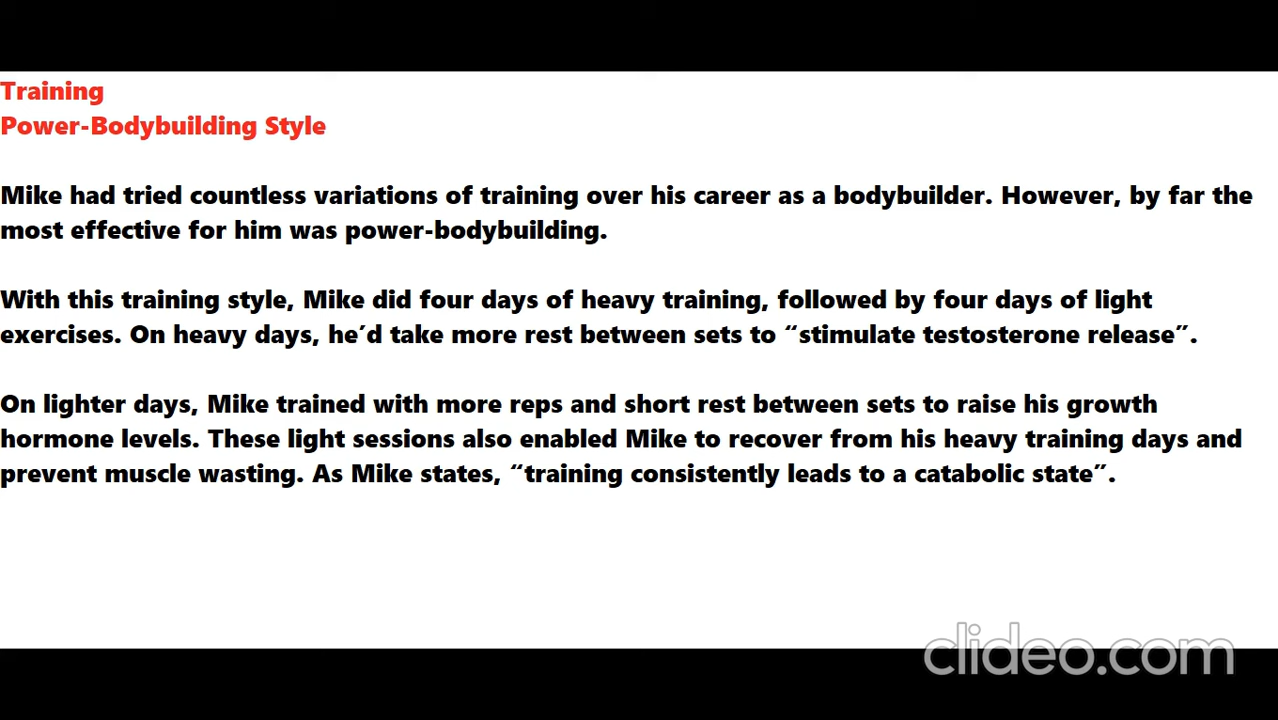 Training
Power-Bodybuilding Style
Mike had tried countless variations of training over his career as a bodybuilder. However, by far the
most effective for him was power-bodybuilding.
With this training style, Mike did four days of heavy training, followed by four days of light
exercises. On heavy days, he’d take more rest between sets to “stimulate testosterone release”.
On lighter days, Mike trained with more reps and short rest between sets to raise his growth
hormone levels. These light sessions also enabled Mike to recover from his heavy training days and
prevent muscle wasting. As Mike states, “training consistently leads to a catabolic state”.
clideo.com